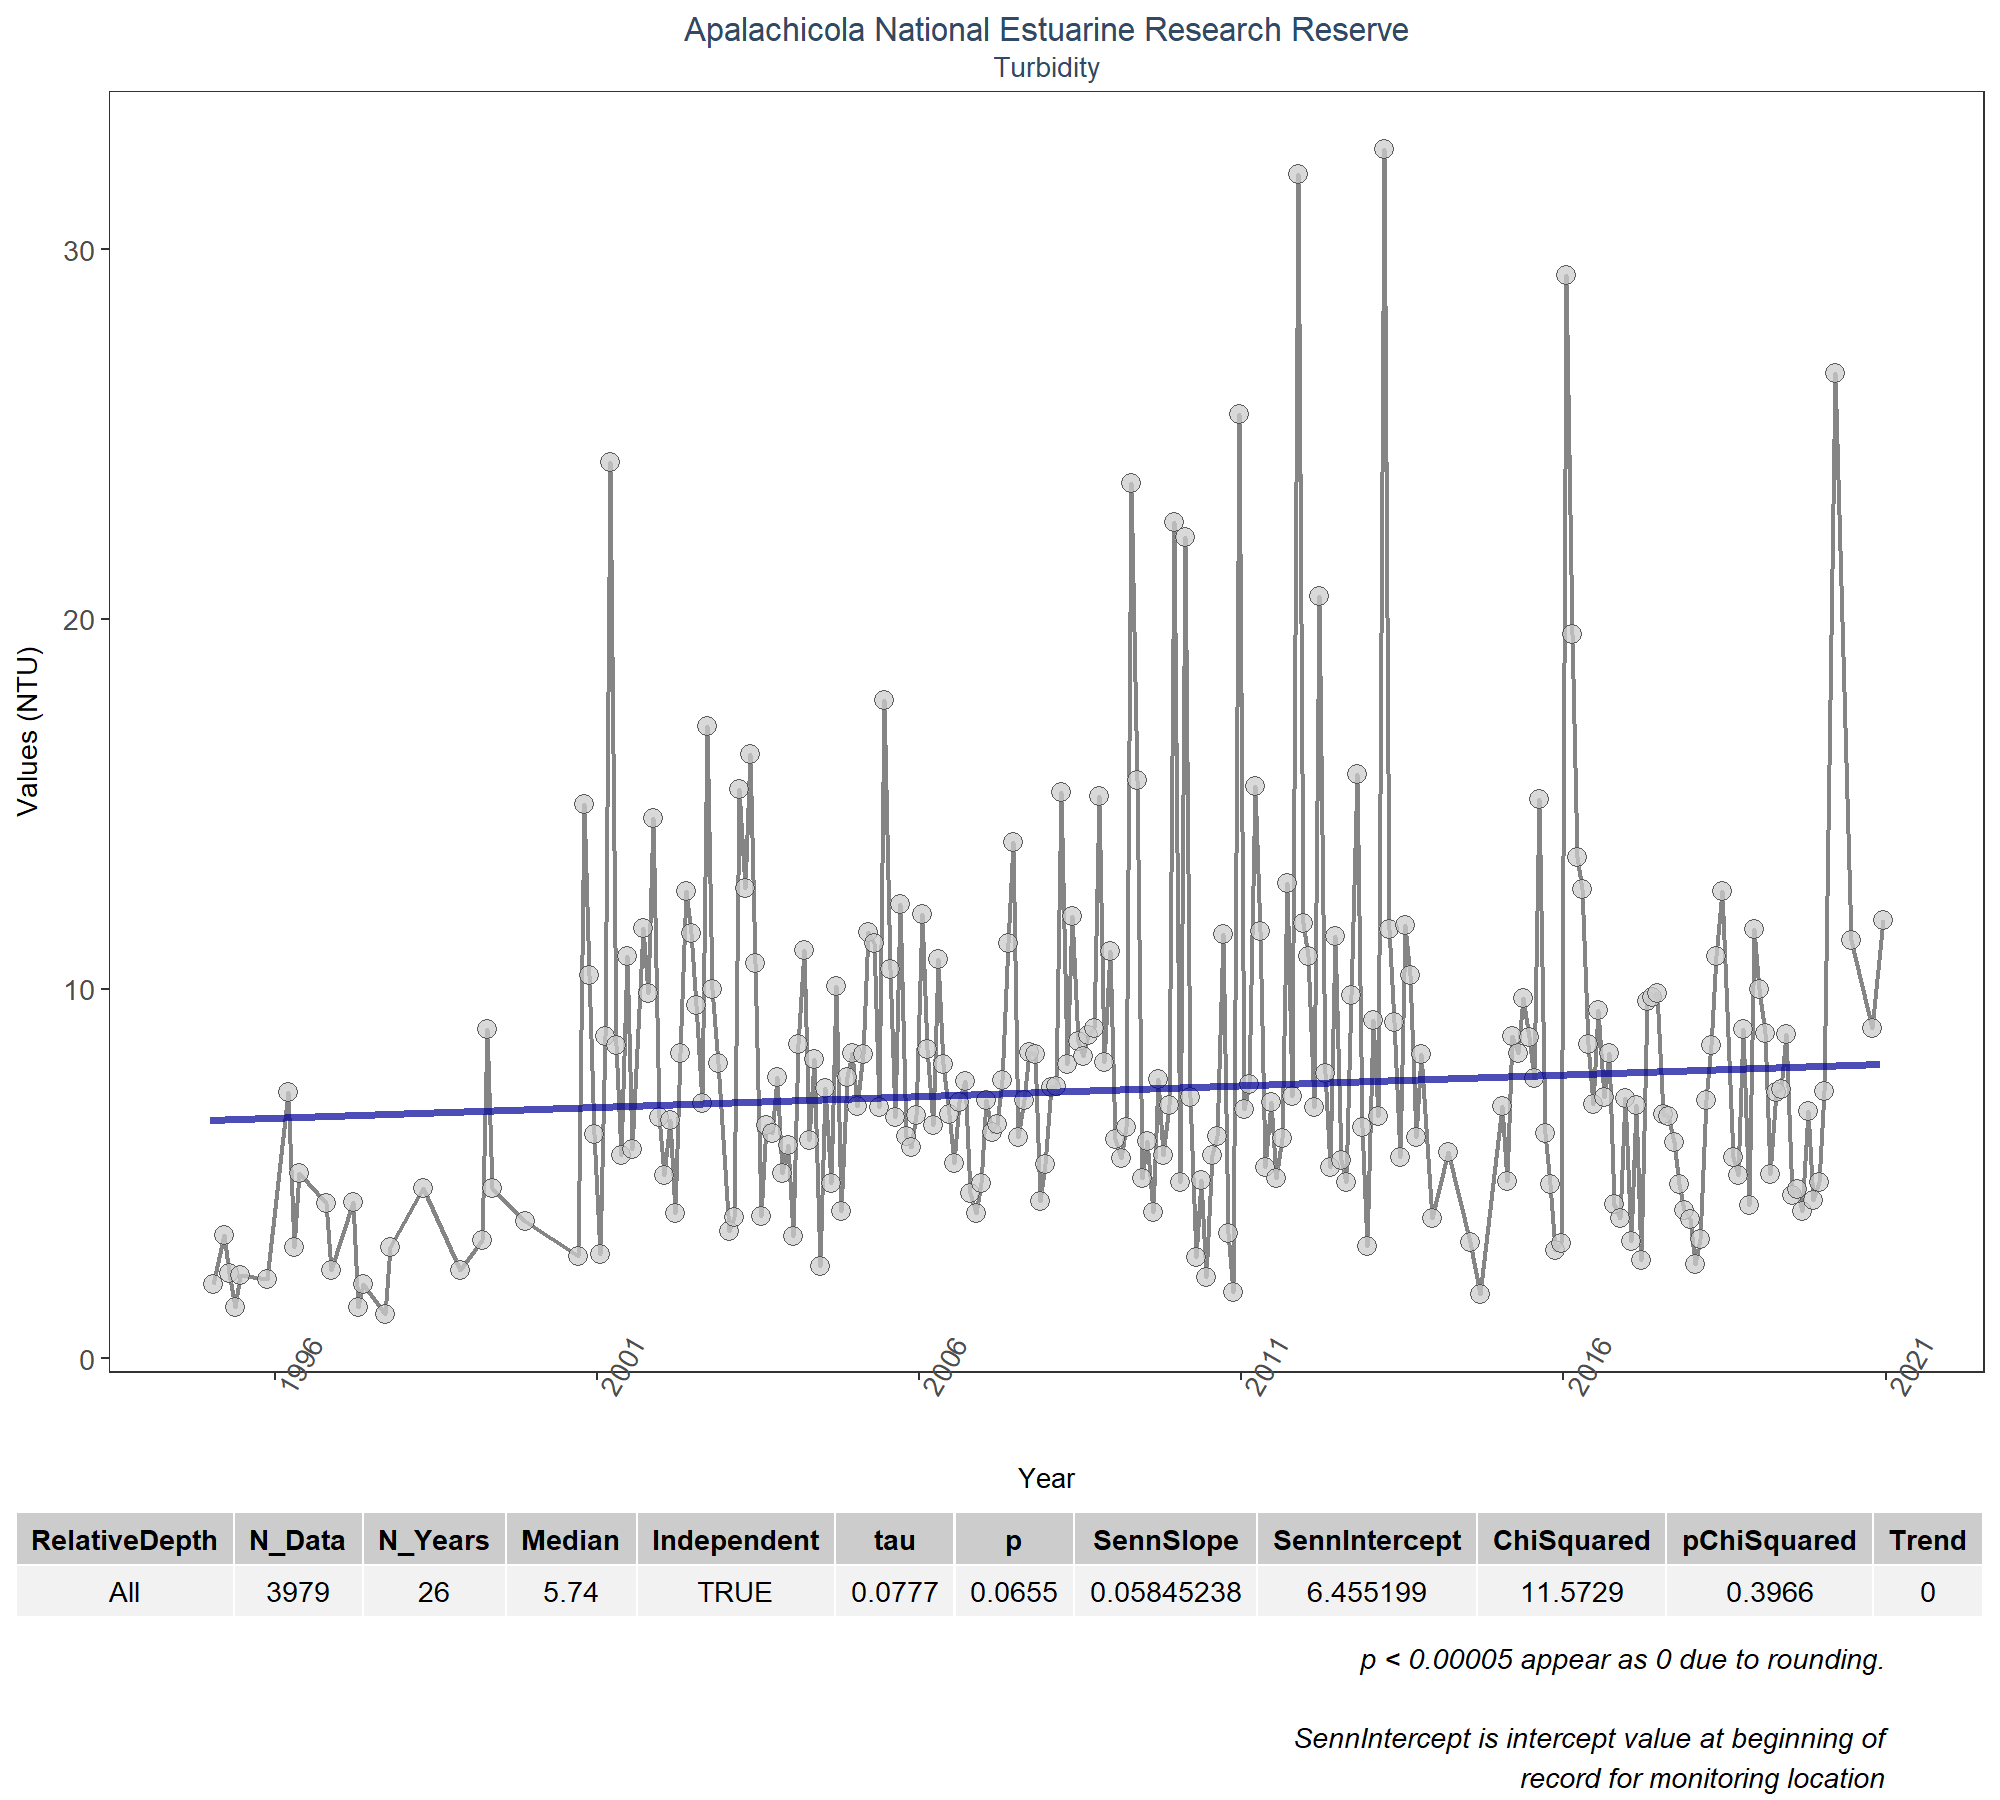 Apalachicola National Estuarine Research Reserve
Turbidity
Values (NTU)
30
20
10
0
1996 2001 2006 2011 2016 2021
Year
RelativeDepth N_Data N_Years Median Independent tau p SennSlope SennIntercept ChiSquared pChiSquared Trend
All 3979 26 5.74 TRUE 0.0777 0.0655 0.05845238 6.455199 11.5729 0.3966 0
p < 0.00005 appear as 0 due to rounding.
SennIntercept is intercept value at beginning of
record for monitoring location